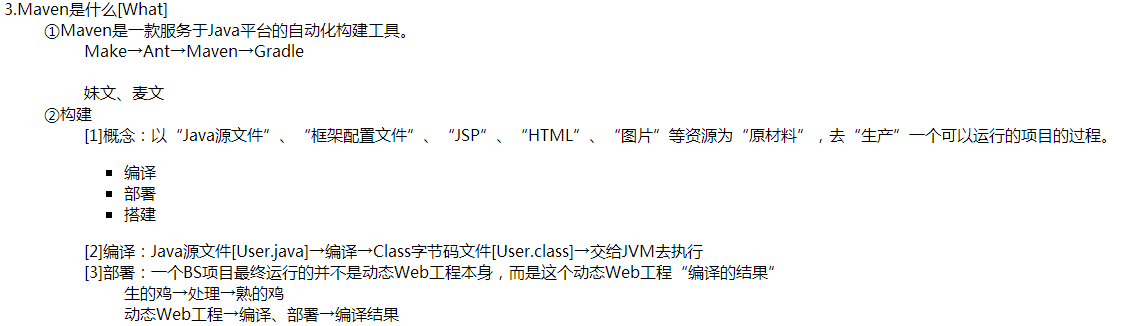 3.Maven是什么[What]
①Maven是一款服务于Java平台的自动化构建工具。
Make→Ant→Maven→Gradle
妹文、麦文
②构建
[1]概念：以“Java源文件”、“框架配置文件”、“JSP”、“HTML”、“图片”等资源为“原材料”，去“生产”一个可以运行的项目的过程。
■ 编译
■ 部署
■ 搭建
[2]编译：Java源文件[User.java]→编译→Class字节码文件[User.class]→交给JVM去执行
[3]部署：一个BS项目最终运行的并不是动态Web工程本身，而是这个动态Web工程“编译的结果”
生的鸡→处理→熟的鸡
动态Web工程→编译、部署→编译结果